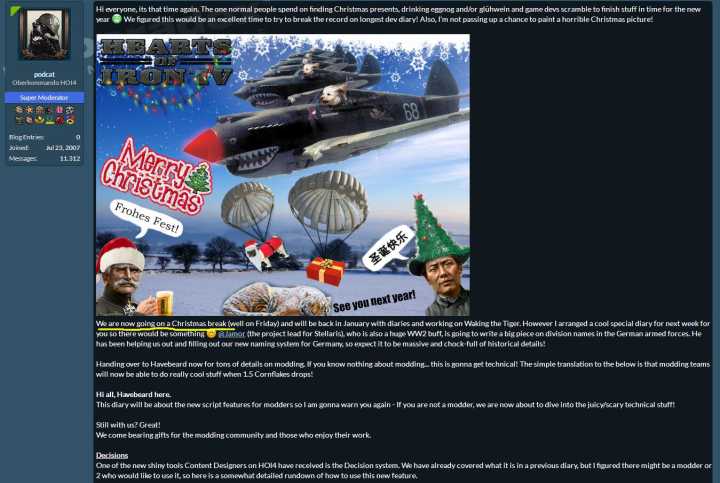 podcat
Oberkommando HOI4
Super Moderator
Blog Entries: 0
Joined: Jul 23, 2007
Messages: 11.312
Hi everyone, its that time again. The one normal people spend on finding Christmas presents, drinking eggnog and/or glühwein and game devs scramble to finish stuff in time for the new
year We figured this would be an excellent time to try to break the record on longest dev diary! Also, I'm not passing up a chance to paint a horrible Christmas picture!
HEARTS
OF
IRON IV
68
Merry
Christmas
Frohes Fest!
圣诞快乐
See you next year!
We are now going on a Christmas break (well on Friday) and will be back in January with diaries and working on Waking the Tiger. However I arranged a cool special diary for next week for
you so there would be something @Jamor (the project lead for Stellaris), who is also a huge WW2 buff, is going to write a big piece on division names in the German armed forces. He
has been helping us out and filling out our new naming system for Germany, so expect it to be massive and chock-full of historical details!
Handing over to Havebeard now for tons of details on modding. If you know nothing about modding... this is gonna get technical! The simple translation to the below is that modding teams
will now be able to do really cool stuff when 1.5 Cornflakes drops!
Hi all, Havebeard here.
This diary will be about the new script features for modders so I am gonna warn you again - If you are not a modder, we are now about to dive into the juicy/scary technical stuff!
Still with us? Great!
We come bearing gifts for the modding community and those who enjoy their work.
Decisions
One of the new shiny tools Content Designers on HOI4 have received is the Decision system. We have already covered what it is in a previous diary, but I figured there might be a modder or
2 who would like to use it, so here is a somewhat detailed rundown of how to use this new feature.